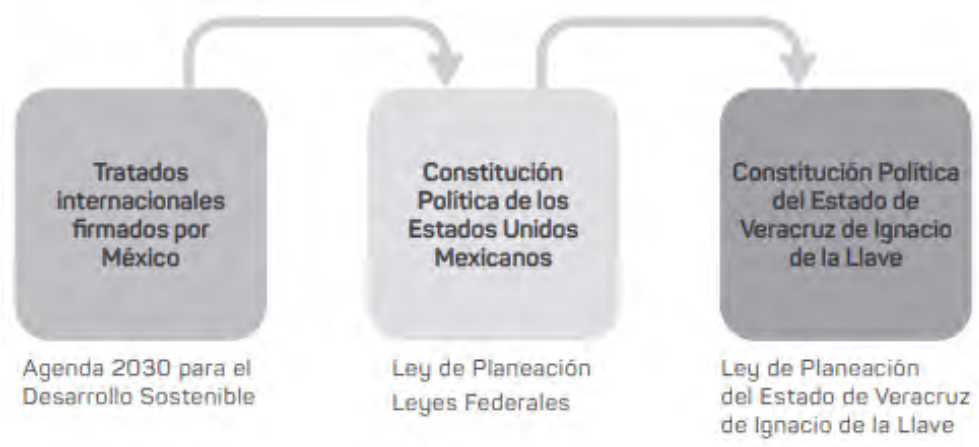 Tratados
internacionales
firmados por
México
Constitución
Política de los
Estados Unidos
Mexicanos
Constitución Política
del Estado de
Veracruz de Ignacio
de la Llave
Agenda 2030 para el
Desarrollo Sostenible
Ley de Planeación
Leyes Federales
Ley de Planeación
del Estado de Veracruz
de Ignacio de la Llave